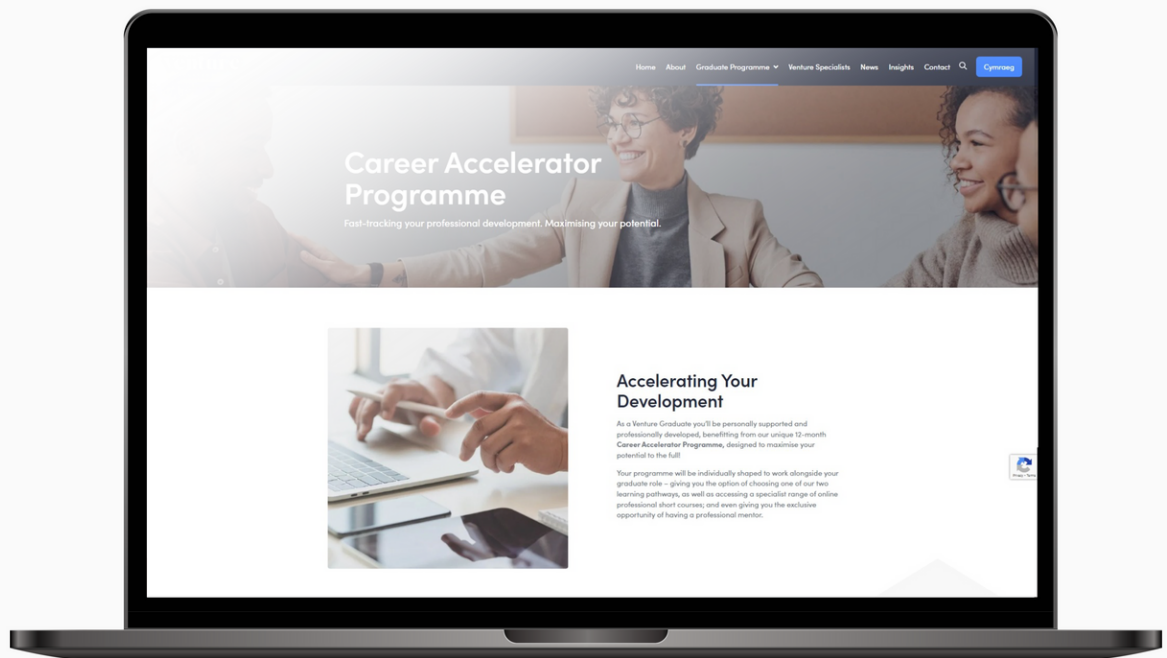 Home About Graduate Programme Venture Specialists News Insights Contact Cymraeg
Career Accelerator
Programme
Fast-tracking your professional development. Maximising your potential.
Accelerating Your
Development
As a Venture Graduate you'll be personally supported and
professionally developed, benefitting from our unique 12-month
Career Accelerator Programme, designed to maximise your
potential to the full!
Your programme will be individually shaped to work alongside your
graduate role – giving you the option of choosing one of our two
learning pathways, as well as accessing a specialist range of online
professional short courses; and even giving you the exclusive
opportunity of having a professional mentor.
Privacy - Terms